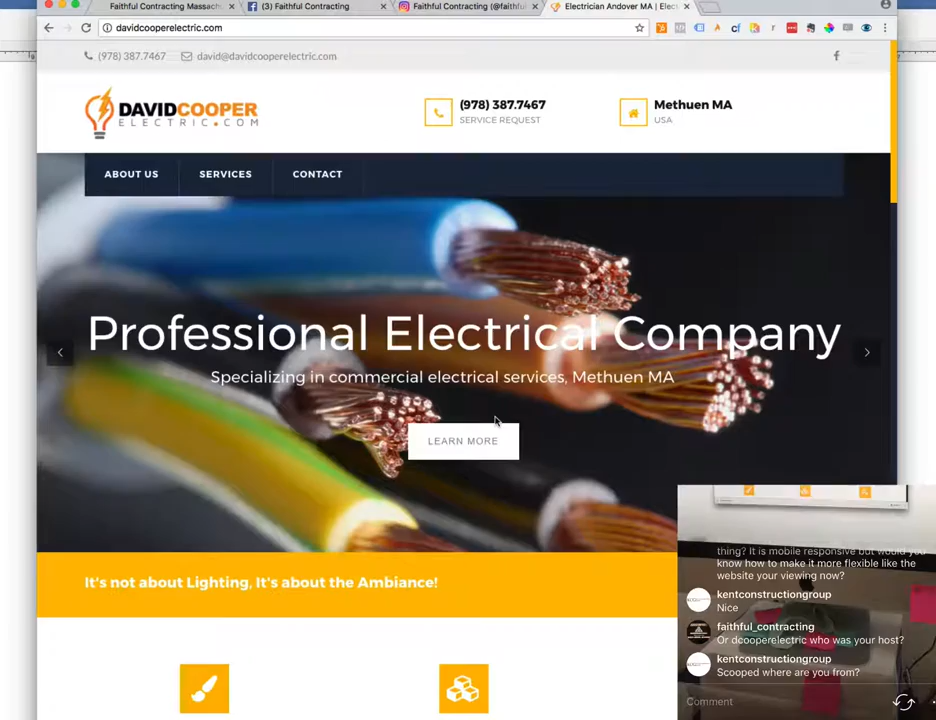 Faithful Contracting Massach
(3) Faithful Contracting
Faithful Contracting (@faithful
Electrician Andover MA | Elec
davidcooperelectric.com
(978) 387.7467 david@davidcooperelectric.com
DAVIDCOOPER
ELECTRIC.COM
(978) 387.7467
SERVICE REQUEST
Methuen MA
USA
ABOUT US SERVICES CONTACT
Professional Electrical Company
Specializing in commercial electrical services, Methuen MA
LEARN MORE
It's not about Lighting, It's about the Ambiance!
thing? It is mobile responsive but would you
know how to make it more flexible like the
website your viewing now?
kentconstructiongroup
Nice
faithful_contracting
Or dcooperelectric who was your host?
kentconstructiongroup
Scooped where are you from?
Comment